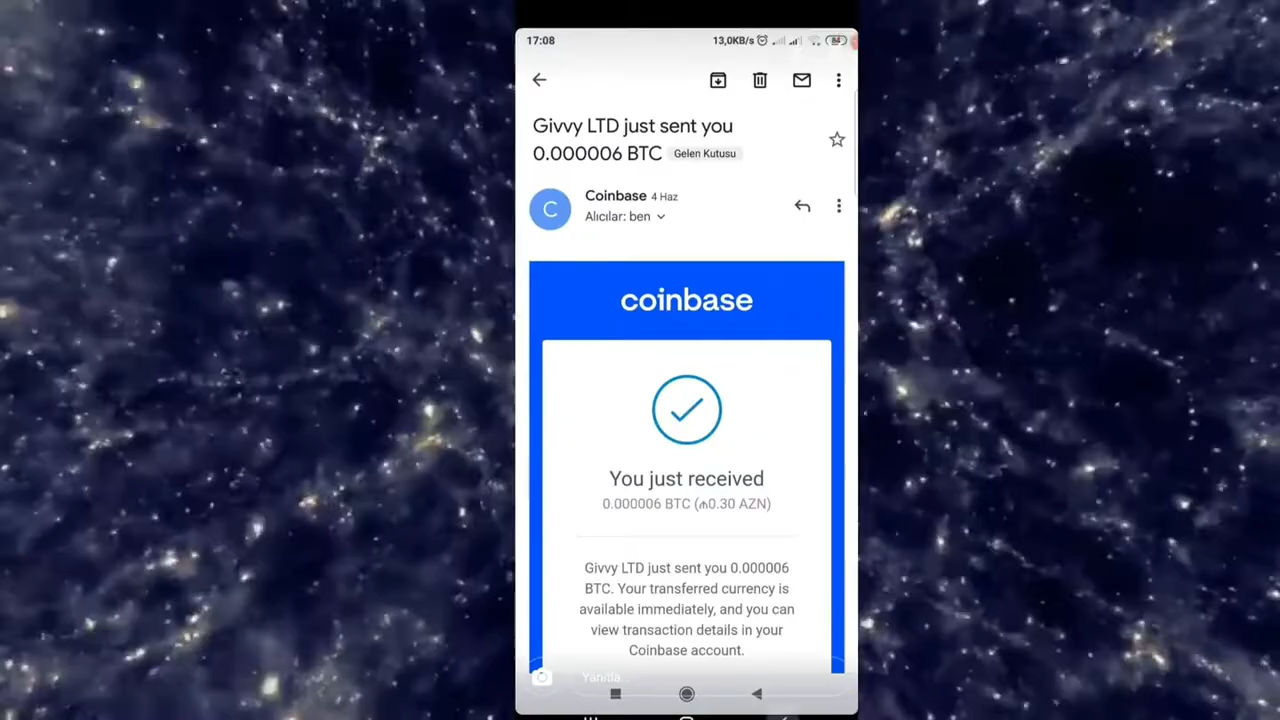 17:08
13,0KB/s
84
Givvy LTD just sent you
0.000006 BTC Gelen Kutusu
Coinbase 4 Haz
Alıcılar: ben
C
coinbase
You just received
0.000006 BTC (₼0.30 AZN)
Givvy LTD just sent you 0.000006
BTC. Your transferred currency is
available immediately, and you can
view transaction details in your
Coinbase account.
Yanıtla...